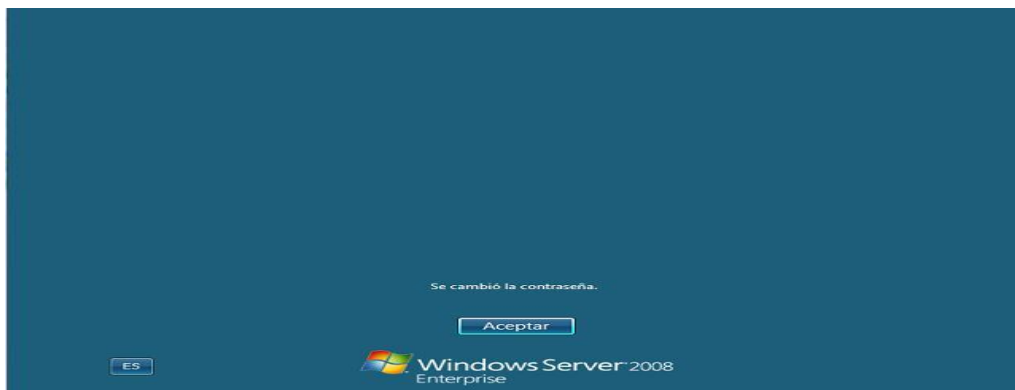 Se cambió la contraseña.
Aceptar
ES
Windows Server 2008
Enterprise